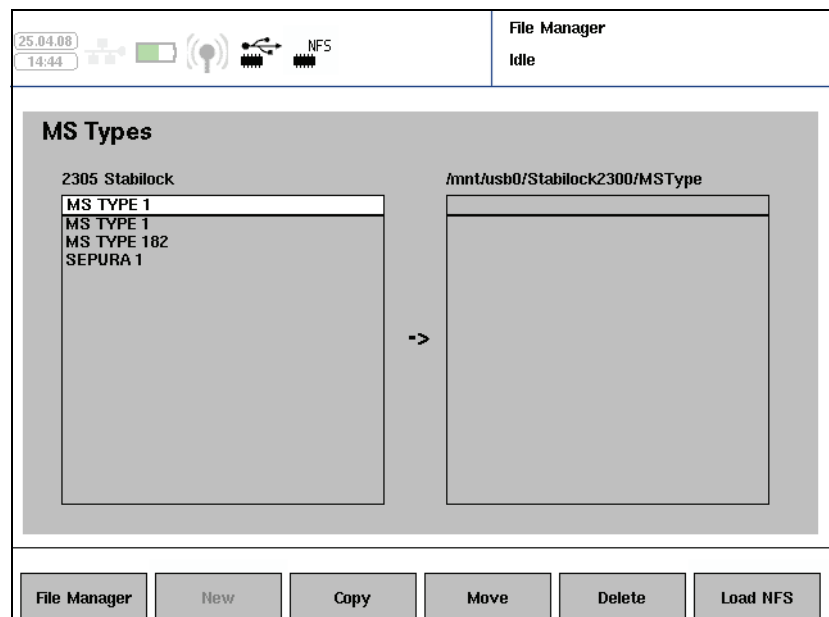 25.04.08
14:44
NFS
File Manager
Idle
MS Types
2305 Stabilock
/mnt/usb0/Stabilock2300/MSType
MS TYPE 1
MS TYPE 1
MS TYPE 182
SEPURA 1
->
File Manager
New
Copy
Move
Delete
Load NFS